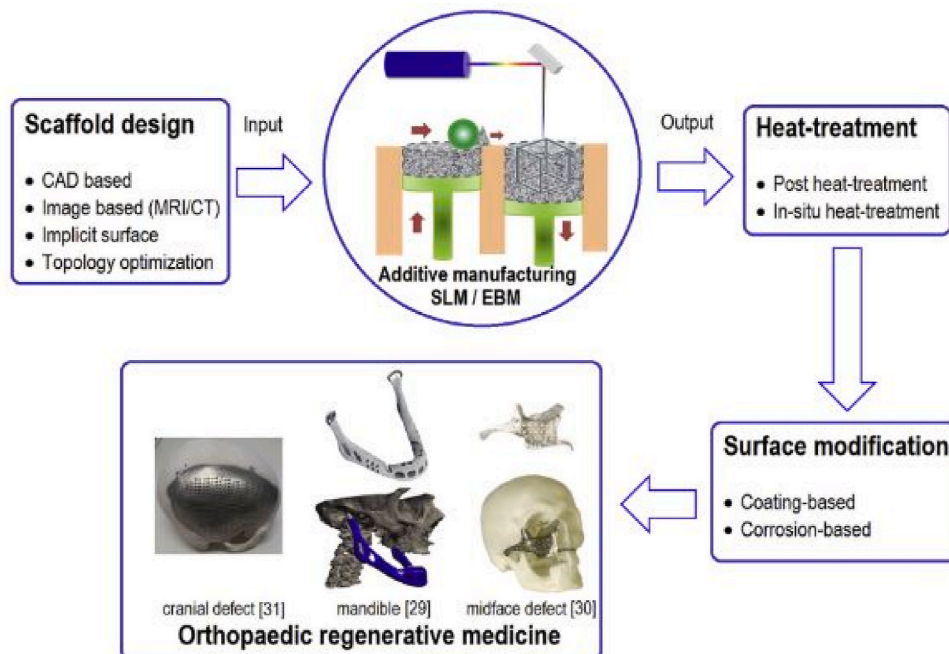 Scaffold design
• CAD based
• Image based (MRI/CT)
• Implicit surface
• Topology optimization
Input
Additive manufacturing
SLM / EBM
Output
Heat-treatment
• Post heat-treatment
• In-situ heat-treatment
Surface modification
• Coating-based
• Corrosion-based
cranial defect [31]
mandible [29]
midface defect [30]
Orthopaedic regenerative medicine